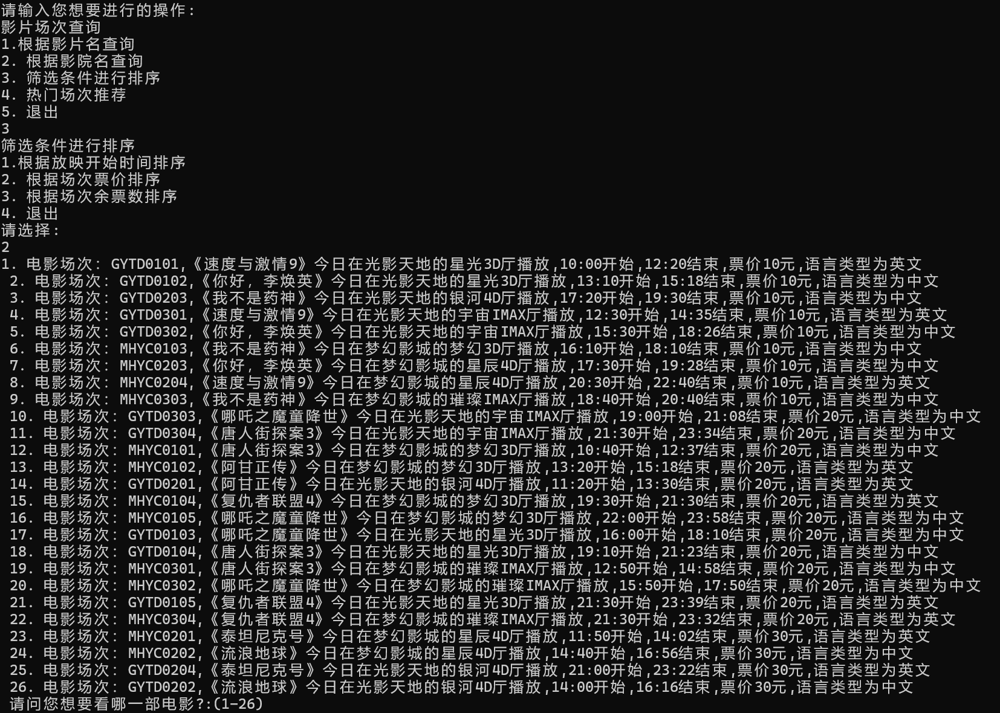 请输入您想要进行的操作:
影片场次查询
1.根据影片名查询
2. 根据影院名查询
3. 筛选条件进行排序
4. 热门场次推荐
5. 退出
3
筛选条件进行排序
1.根据放映开始时间排序
2. 根据场次票价排序
3. 根据场次余票数排序
4. 退出
请选择:
2
1. 电影场次: GYTD0101,《速度与激情9》今日在光影天地的星光3D厅播放,10:00开始,12:20结束,票价10元,语言类型为英文
2. 电影场次: GYTD0102,《你好, 李焕英》今日在光影天地的星光3D厅播放,13:10开始,15:18结束,票价10元,语言类型为中文
3. 电影场次: GYTD0203,《我不是药神》今日在光影天地的银河4D厅播放,17:20开始,19:30结束,票价10元,语言类型为中文
4. 电影场次: GYTD0301,《速度与激情9》今日在光影天地的宇宙IMAX厅播放,12:30开始,14:35结束,票价10元,语言类型为英文
5. 电影场次: GYTD0302,《你好, 李焕英》今日在光影天地的宇宙IMAX厅播放,15:30开始,18:26结束,票价10元,语言类型为中文
6. 电影场次: MHYC0103,《我不是药神》今日在梦幻影城的梦幻3D厅播放,16:10开始,18:10结束,票价10元,语言类型为中文
7. 电影场次: MHYC0203,《你好, 李焕英》今日在梦幻影城的星辰4D厅播放,17:30开始,19:28结束,票价10元,语言类型为中文
8. 电影场次: MHYC0204,《速度与激情9》今日在梦幻影城的星辰4D厅播放,20:30开始,22:40结束,票价10元,语言类型为英文
9. 电影场次: MHYC0303,《我不是药神》今日在梦幻影城的璀璨IMAX厅播放,18:40开始,20:40结束,票价10元,语言类型为中文
10. 电影场次: GYTD0303,《哪吒之魔童降世》今日在光影天地的宇宙IMAX厅播放,19:00开始,21:08结束,票价20元,语言类型为中文
11. 电影场次: GYTD0304,《唐人街探案3》今日在光影天地的宇宙IMAX厅播放,21:30开始,23:34结束,票价20元,语言类型为中文
12. 电影场次: MHYC0101,《唐人街探案3》今日在梦幻影城的梦幻3D厅播放,10:40开始,12:37结束,票价20元,语言类型为中文
13. 电影场次: MHYC0102,《阿甘正传》今日在梦幻影城的梦幻3D厅播放,13:20开始,15:18结束,票价20元,语言类型为英文
14. 电影场次: GYTD0201,《阿甘正传》今日在光影天地的银河4D厅播放,11:20开始,13:30结束,票价20元,语言类型为英文
15. 电影场次: MHYC0104,《复仇者联盟4》今日在梦幻影城的梦幻3D厅播放,19:30开始,21:30结束,票价20元,语言类型为英文
16. 电影场次: MHYC0105,《哪吒之魔童降世》今日在梦幻影城的梦幻3D厅播放,22:00开始,23:58结束,票价20元,语言类型为中文
17. 电影场次: GYTD0103,《哪吒之魔童降世》今日在光影天地的星光3D厅播放,16:00开始,18:10结束,票价20元,语言类型为中文
18. 电影场次: GYTD0104,《唐人街探案3》今日在光影天地的星光3D厅播放,19:10开始,21:23结束,票价20元,语言类型为中文
19. 电影场次: MHYC0301,《唐人街探案3》今日在梦幻影城的璀璨IMAX厅播放,12:50开始,14:58结束,票价20元,语言类型为中文
20. 电影场次: MHYC0302,《哪吒之魔童降世》今日在梦幻影城的璀璨IMAX厅播放,15:50开始,17:50结束,票价20元,语言类型为中文
21. 电影场次: GYTD0105,《复仇者联盟4》今日在光影天地的星光3D厅播放,21:30开始,23:39结束,票价20元,语言类型为英文
22. 电影场次: MHYC0304,《复仇者联盟4》今日在梦幻影城的璀璨IMAX厅播放,21:30开始,23:32结束,票价20元,语言类型为英文
23. 电影场次: MHYC0201,《泰坦尼克号》今日在梦幻影城的星辰4D厅播放,11:50开始,14:02结束,票价30元,语言类型为英文
24. 电影场次: MHYC0202,《流浪地球》今日在梦幻影城的星辰4D厅播放,14:40开始,16:56结束,票价30元,语言类型为中文
25. 电影场次: GYTD0204,《泰坦尼克号》今日在光影天地的银河4D厅播放,21:00开始,23:22结束,票价30元,语言类型为英文
26. 电影场次: GYTD0202,《流浪地球》今日在光影天地的银河4D厅播放,14:00开始,16:16结束,票价30元,语言类型为中文
请问您想要看哪一部电影?:(1-26)